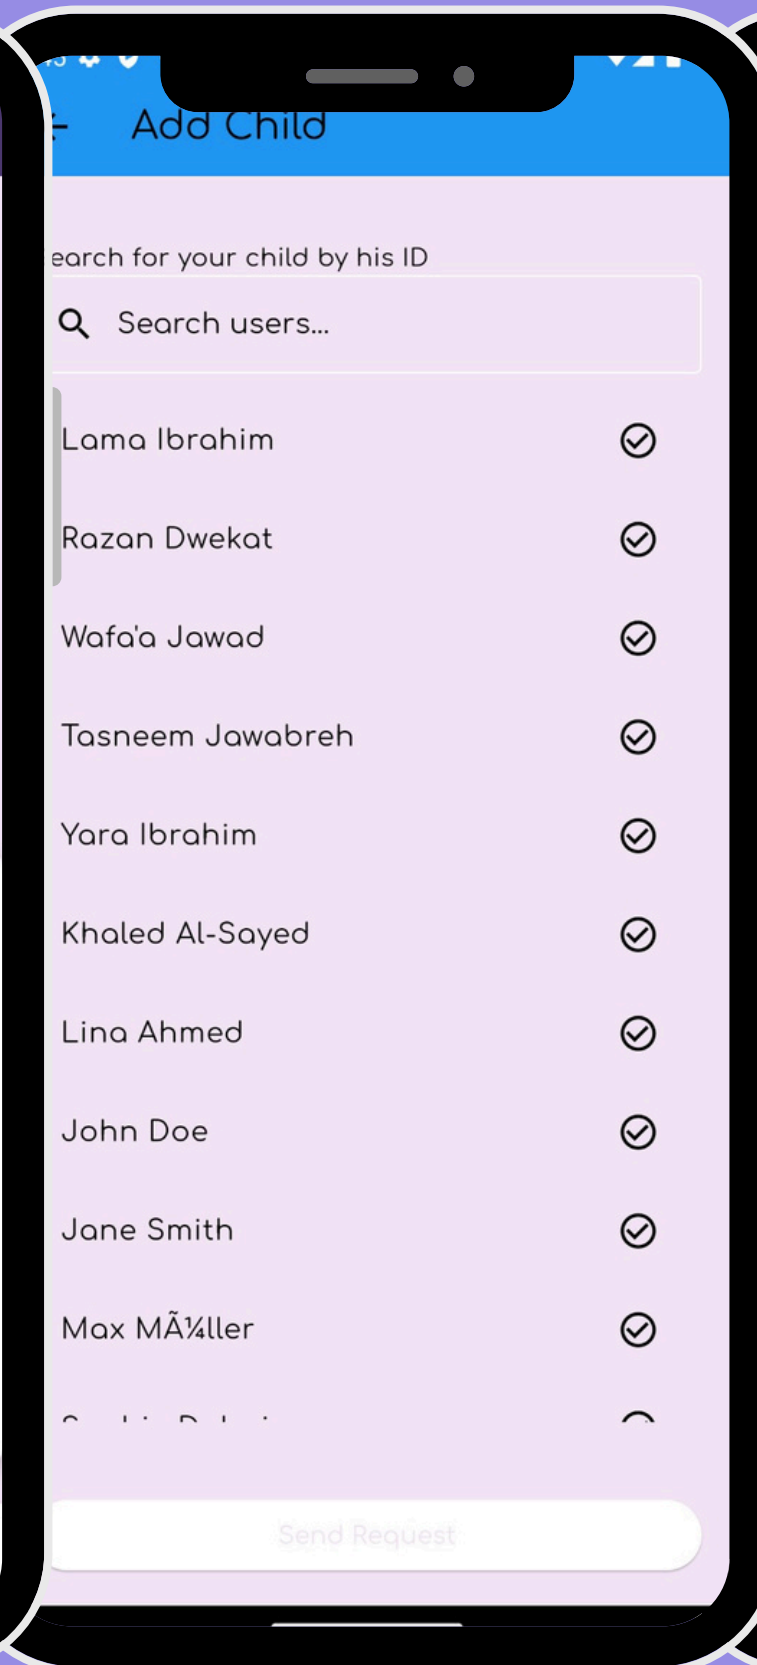 Add Child
earch for your child by his ID
Search users...
Lama Ibrahim
Razan Dwekat
Wafa'a Jawad
Tasneem Jawabreh
Yara Ibrahim
Khaled Al-Sayed
Lina Ahmed
John Doe
Jane Smith
Max MÃ¼ller
Send Request